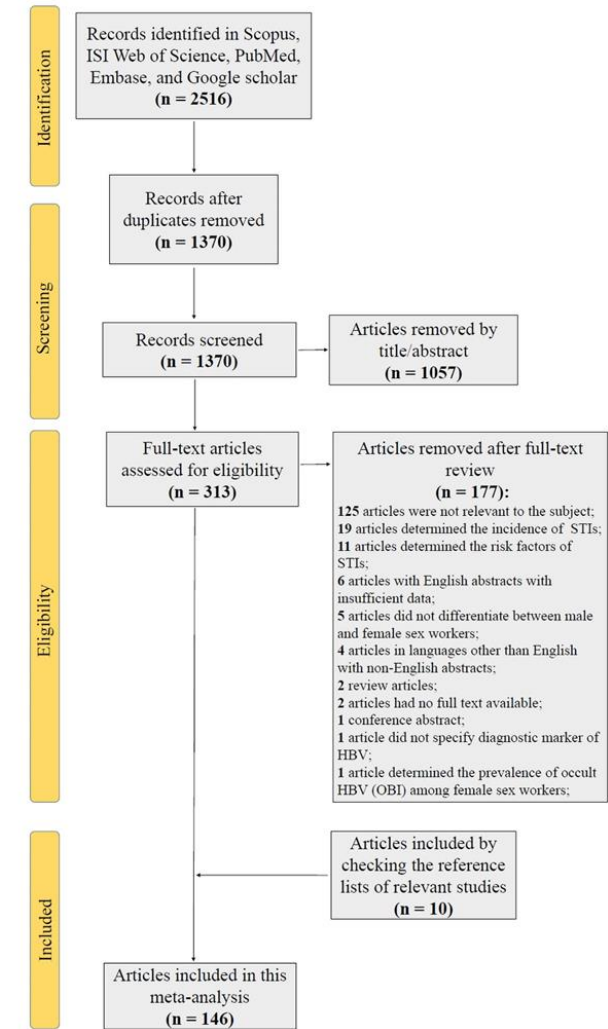 Identification
Records identified in Scopus,
ISI Web of Science, PubMed,
Embase, and Google scholar
(n = 2516)
Records after
duplicates removed
(n = 1370)
Screening
Records screened
(n = 1370)
Articles removed by
title/abstract
(n = 1057)
Eligibility
Full-text articles
assessed for eligibility
(n = 313)
Articles removed after full-text
review
(n = 177):
125 articles were not relevant to the subject;
19 articles determined the incidence of STIs;
11 articles determined the risk factors of
STIs;
6 articles with English abstracts with
insufficient data;
5 articles did not differentiate between male
and female sex workers;
4 articles in languages other than English
with non-English abstracts;
2 review articles;
2 articles had no full text available;
1 conference abstract;
1 article did not specify diagnostic marker of
HBV;
1 article determined the prevalence of occult
HBV (OBI) among female sex workers;
Included
Articles included by
checking the reference
lists of relevant studies
(n = 10)
Articles included in this
meta-analysis
(n = 146)